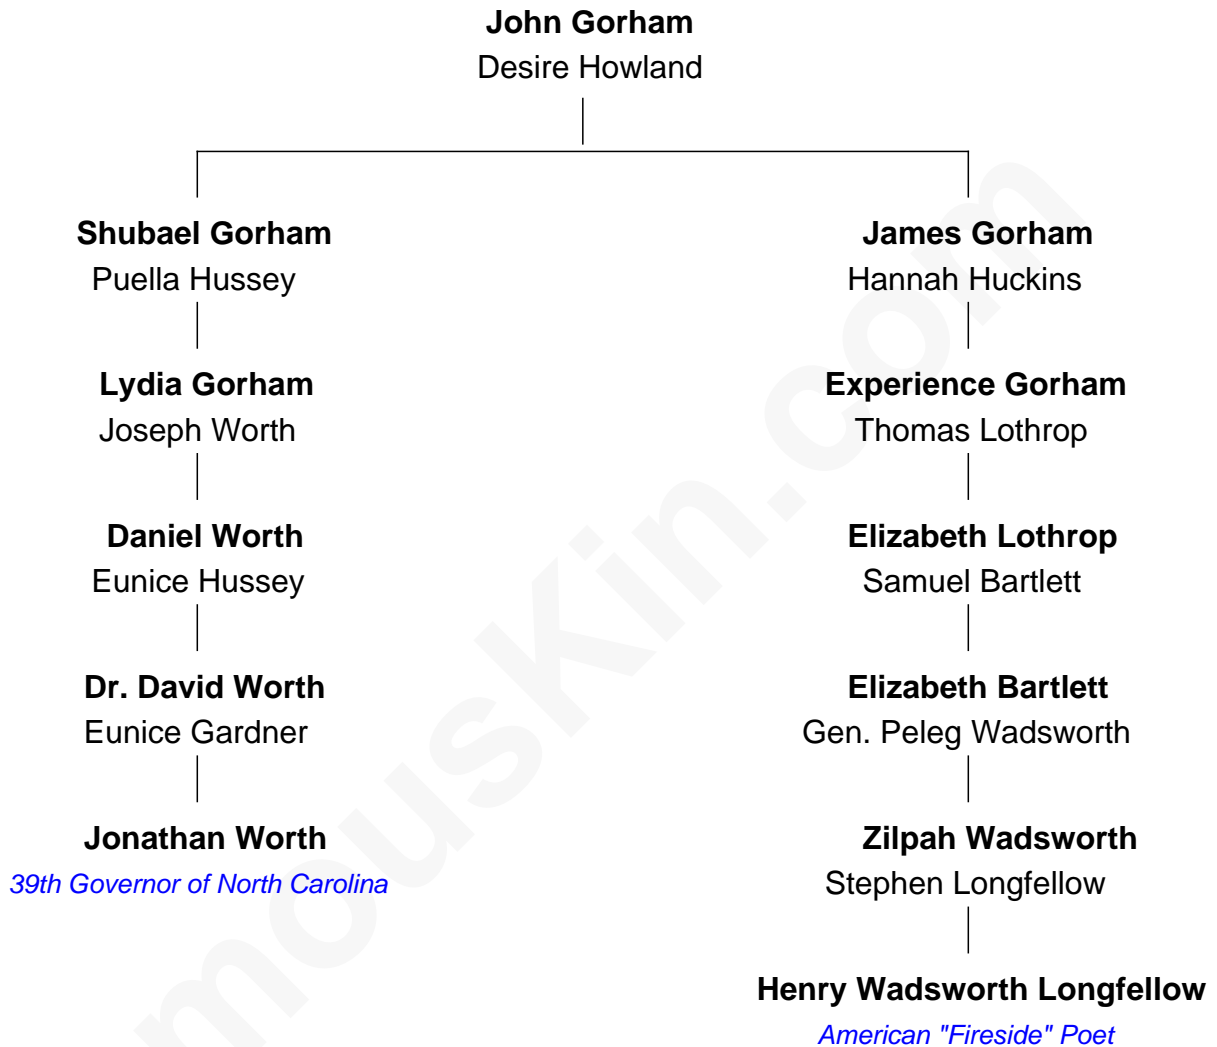 John Gorham
Desire Howland
Shubael Gorham
Puella Hussey
James Gorham
Hannah Huckins
Lydia Gorham
Joseph Worth
Experience Gorham
Thomas Lothrop
Daniel Worth
Eunice Hussey
Elizabeth Lothrop
Samuel Bartlett
Dr. David Worth
Eunice Gardner
Elizabeth Bartlett
Gen. Peleg Wadsworth
Jonathan Worth
39th Governor of North Carolina
Zilpah Wadsworth
Stephen Longfellow
Henry Wadsworth Longfellow
American "Fireside" Poet
mousKin.com